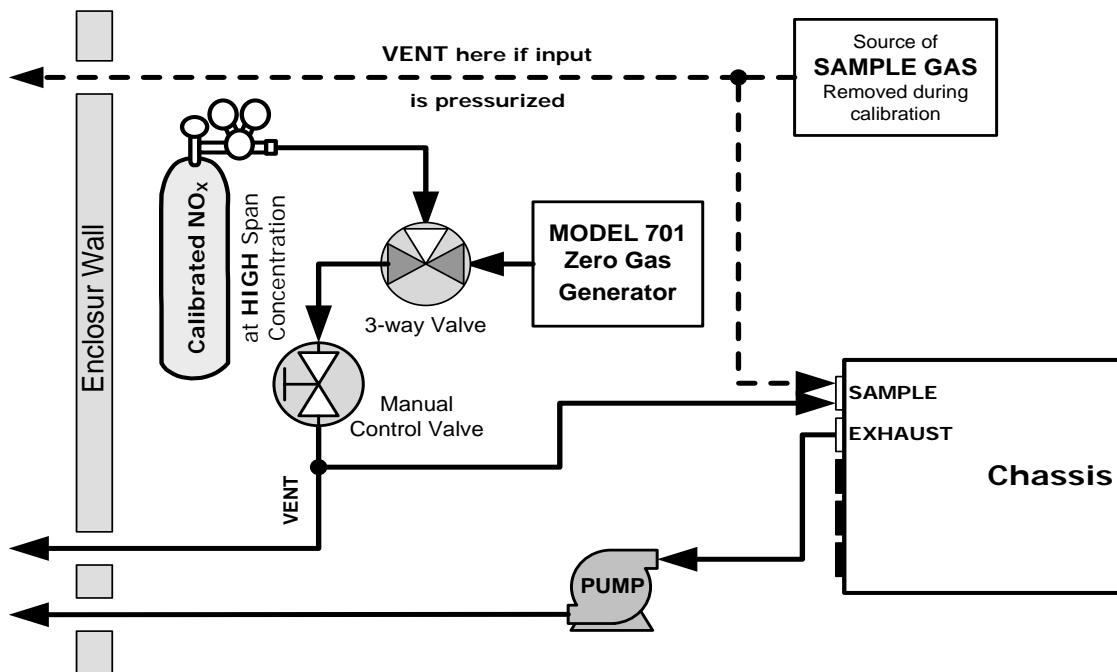 VENT here if input
is pressurized
Source of
SAMPLE GAS
Removed during
calibration
Enclosur Wall
Calibrated NOx
at HIGH Span
Concentration
MODEL 701
Zero Gas
Generator
3-way Valve
Manual
Control Valve
VENT
SAMPLE
EXHAUST
Chassis
PUMP